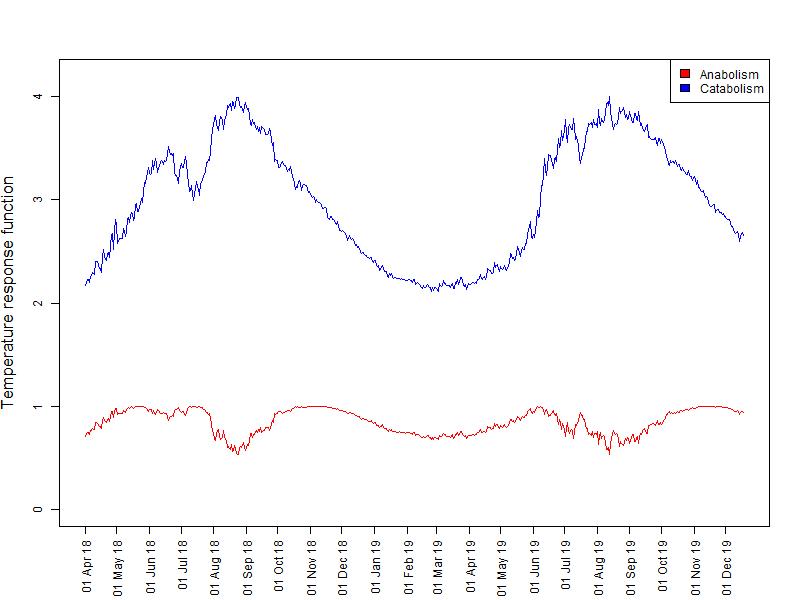 Anabolism
Catabolism
Temperature response function
4
3
2
1
0
01 Apr 18
01 May 18
01 Jun 18
01 Jul 18
01 Aug 18
01 Sep 18
01 Oct 18
01 Nov 18
01 Dec 18
01 Jan 19
01 Feb 19
01 Mar 19
01 Apr 19
01 May 19
01 Jun 19
01 Jul 19
01 Aug 19
01 Sep 19
01 Oct 19
01 Nov 19
01 Dec 19